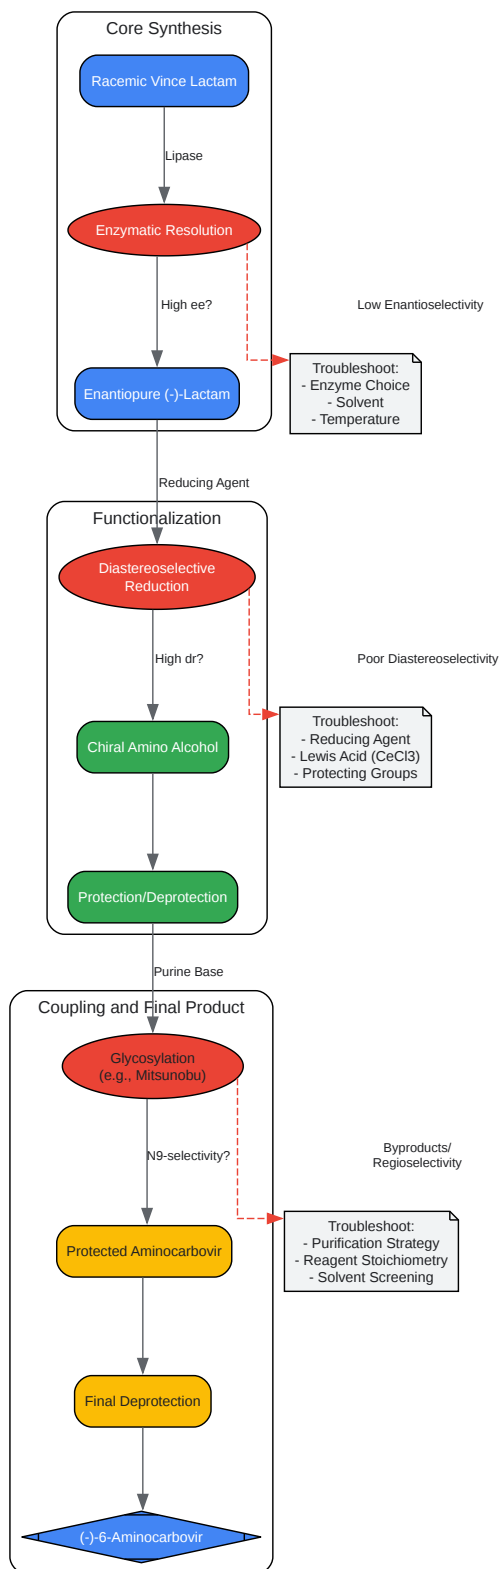 Core Synthesis
Racemic Vince Lactam
Lipase
Enzymatic Resolution
High ee?
Low Enantioselectivity
Troubleshoot:
- Enzyme Choice
- Solvent
- Temperature
Enantiopure (-)-Lactam
Reducing Agent
Functionalization
Diastereoselective
Reduction
High dr?
Poor Diastereoselectivity
Troubleshoot:
- Reducing Agent
- Lewis Acid (CeCl3)
- Protecting Groups
Chiral Amino Alcohol
Protection/Deprotection
Purine Base
Coupling and Final Product
Glycosylation
(e.g., Mitsunobu)
N9-selectivity?
Byproducts/
Regioselectivity
Troubleshoot:
- Purification Strategy
- Reagent Stoichiometry
- Solvent Screening
Protected Aminocarbovir
Final Deprotection
(-)-6-Aminocarbovir